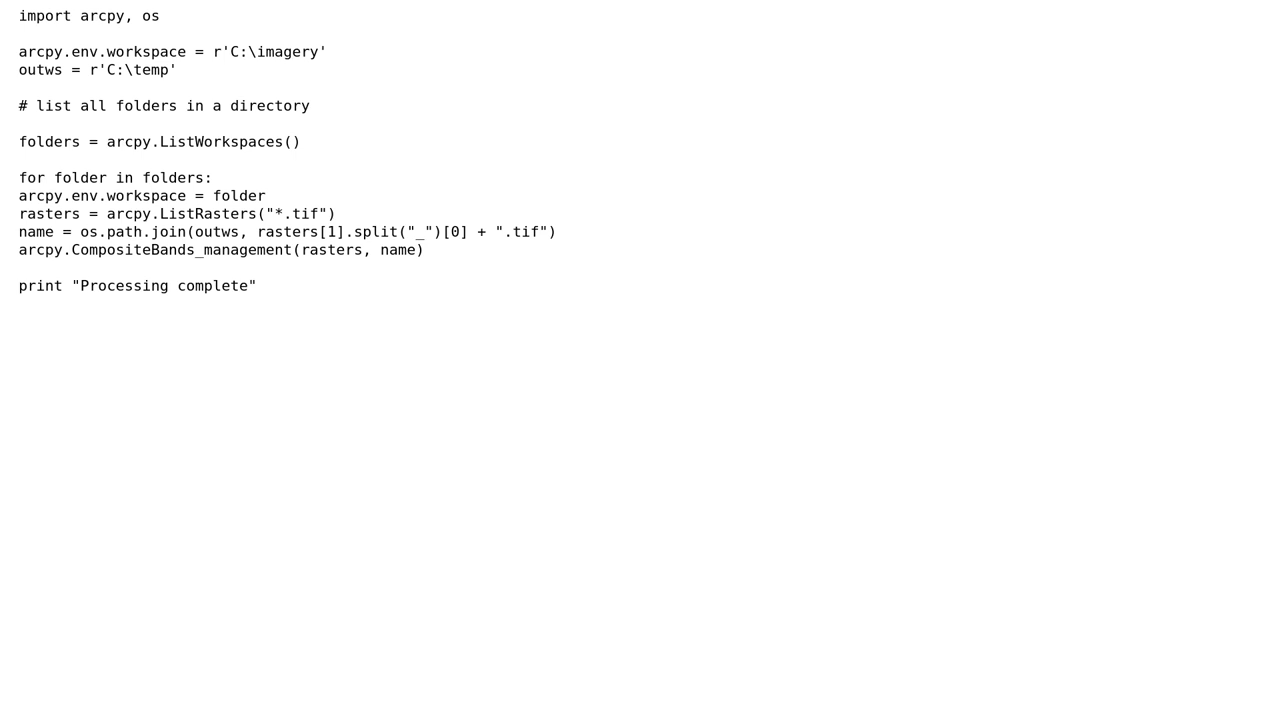 import arcpy, os
arcpy.env.workspace = r'C:\imagery'
outws = r'C:\temp'
# list all folders in a directory
folders = arcpy.ListWorkspaces()
for folder in folders:
arcpy.env.workspace = folder
rasters = arcpy.ListRasters("*.tif")
name = os.path.join(outws, rasters[1].split("_")[0] + ".tif")
arcpy.CompositeBands_management(rasters, name)
print "Processing complete"